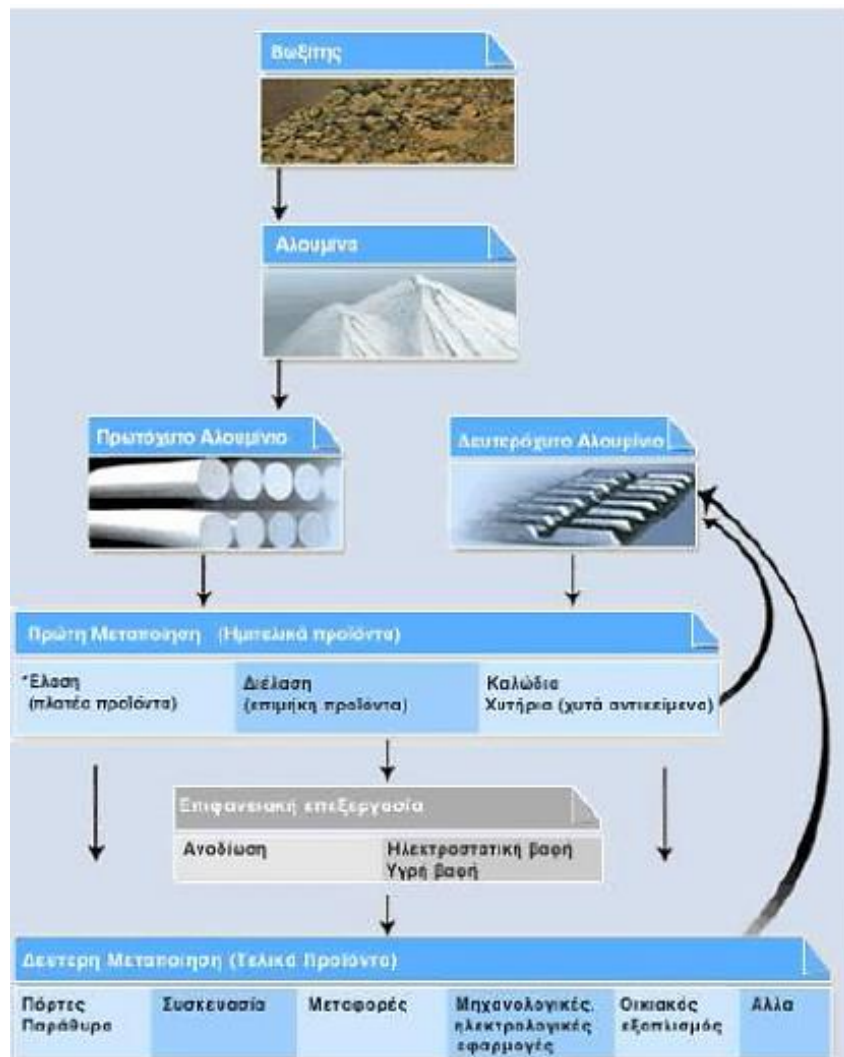 Βωξίτης
Αλουμίνα
Πρωτόχυτο Αλουμίνιο
Δευτερόχυτο Αλουμίνιο
Πρώτη Μεταποίηση (Ημιτελικά προϊόντα)
Έλαση
(πλατέα προϊόντα)
Διέλαση
(επιμήκη προϊόντα)
Καλώδια
Χυτήρια (χυτά αντικείμενα)
Επιφανειακή επεξεργασία
Ανοδίωση
Ηλεκτροστατική βαφή
Υγρή βαφή
Δεύτερη Μεταποίηση (Τελικά Προϊόντα)
Πόρτες
Παράθυρα
Συσκευασία
Μεταφορές
Μηχανολογικές,
ηλεκτρολογικές
εφαρμογές
Οικιακός
εξοπλισμός
Αλλα